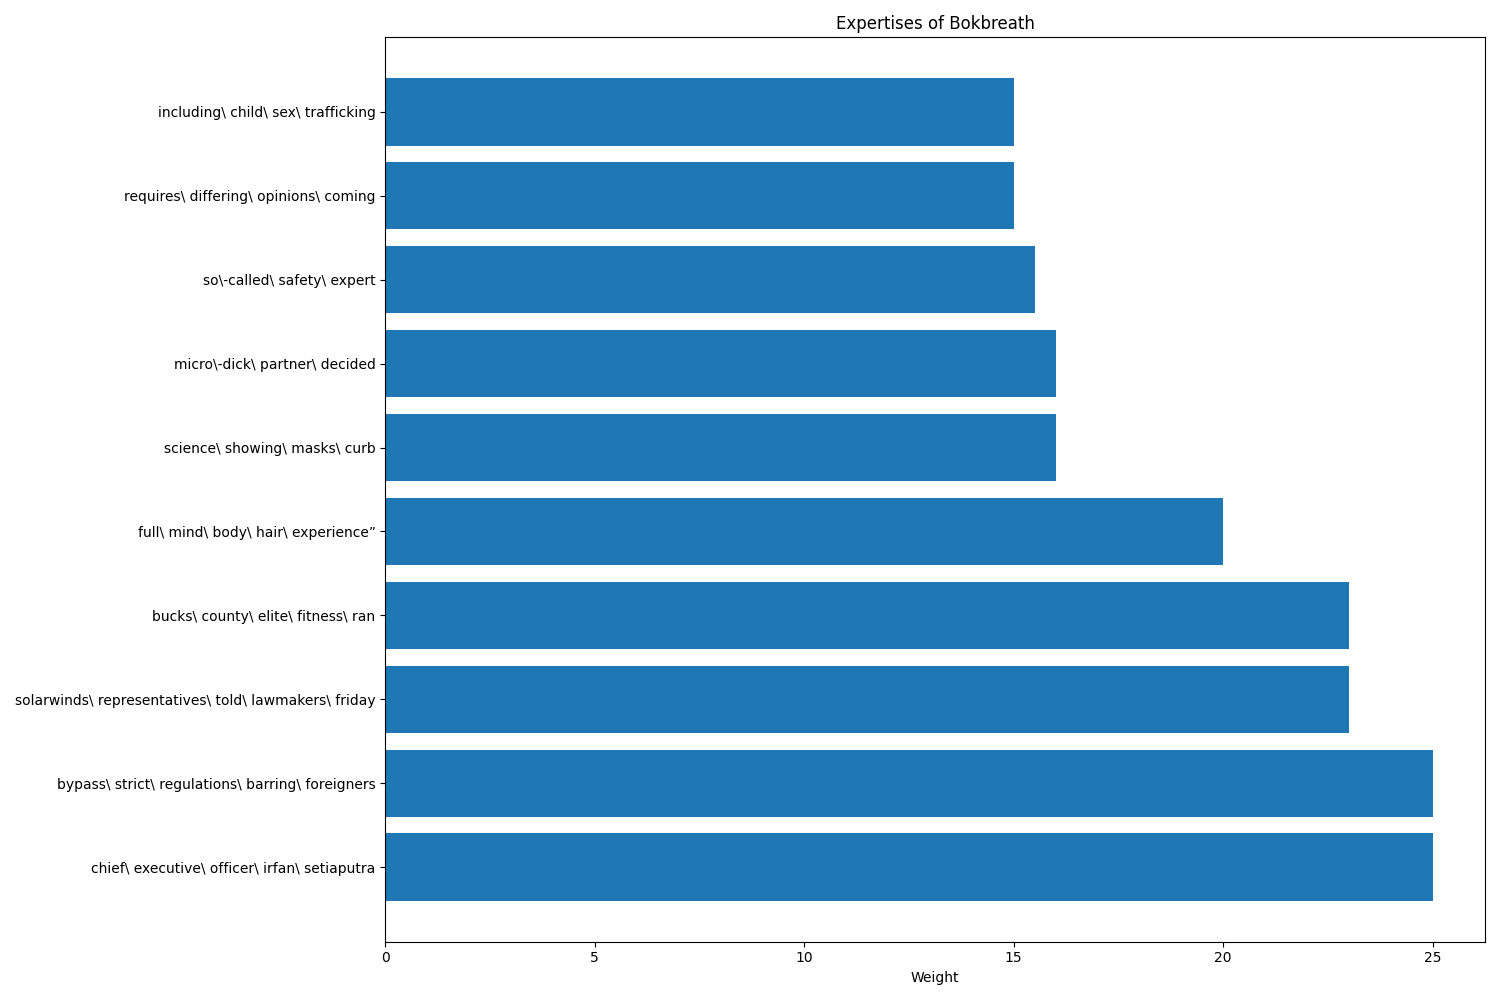 Expertises of Bokbreath
including\ child\ sex\ trafficking
requires\ differing\ opinions\ coming
so\-called\ safety\ expert
micro\-dick\ partner\ decided
science\ showing\ masks\ curb
full\ mind\ body\ hair\ experience”
bucks\ county\ elite\ fitness\ ran
solarwinds\ representatives\ told\ lawmakers\ friday
bypass\ strict\ regulations\ barring\ foreigners
chief\ executive\ officer\ irfan\ setiaputra
0 5 10 15 20 25
Weight